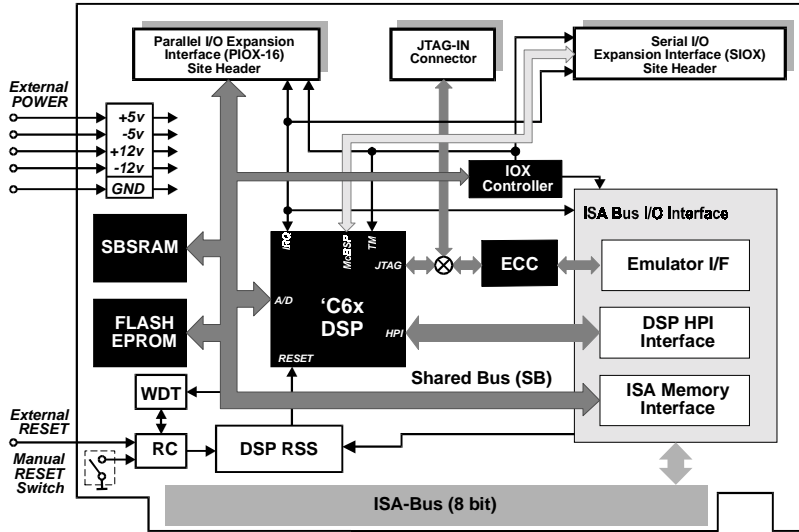 Parallel I/O Expansion
Interface (PIOX-16)
Site Header
JTAG-IN
Connector
Serial I/O
Expansion Interface (SIOX)
Site Header
External
POWER
+5v
-5v
+12v
-12v
GND
IOX
Controller
ISA Bus I/O Interface
SBSRAM
IRQ
McBSP
TM
JTAG
ECC
Emulator I/F
A/D
'C6x
DSP
FLASH
EPROM
HPI
DSP HPI
Interface
RESET
Shared Bus (SB)
WDT
ISA Memory
Interface
External
RESET
RC
DSP RSS
Manual
RESET
Switch
ISA-Bus (8 bit)